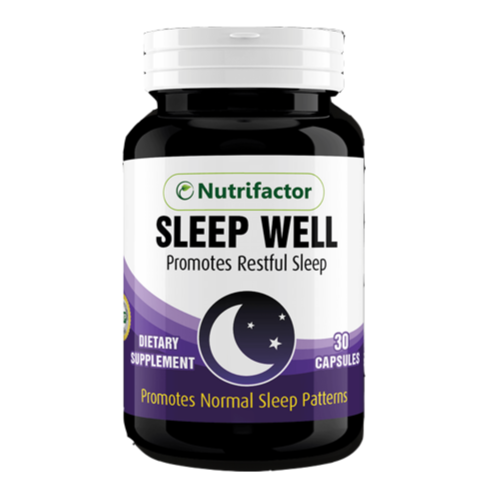 Nutrifactor
SLEEP WELL
Promotes Restful Sleep
DIETARY
SUPPLEMENT
30
CAPSULES
Promotes Normal Sleep Patterns